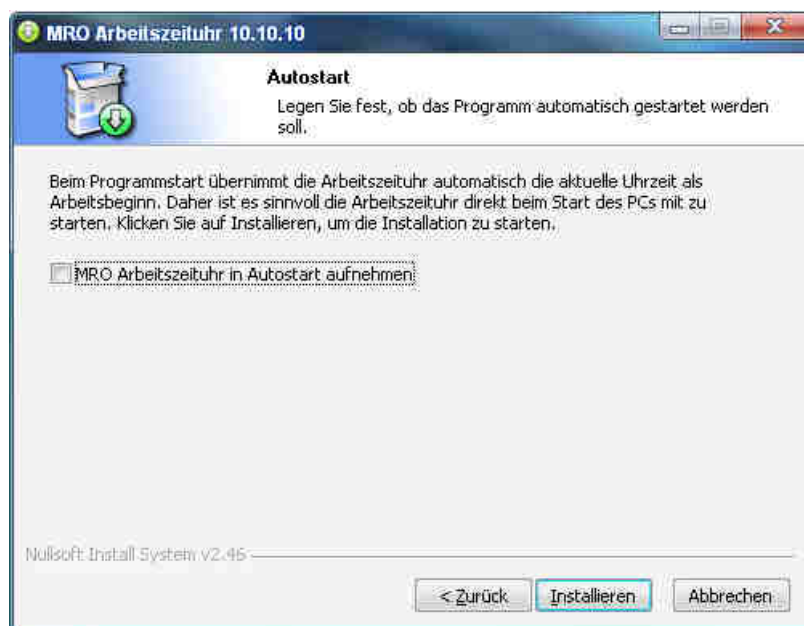 MRO Arbeitszeituhr 10.10.10
Autostart
Legen Sie fest, ob das Programm automatisch gestartet werden
soll.
Beim Programmstart übernimmt die Arbeitszeituhr automatisch die aktuelle Uhrzeit als
Arbeitsbeginn. Daher ist es sinnvoll die Arbeitszeituhr direkt beim Start des PCs mit zu
starten. Klicken Sie auf Installieren, um die Installation zu starten.
MRO Arbeitszeituhr in Autostart aufnehmen
Nullsoft Install System v2.46
< Zurück
Installieren
Abbrechen